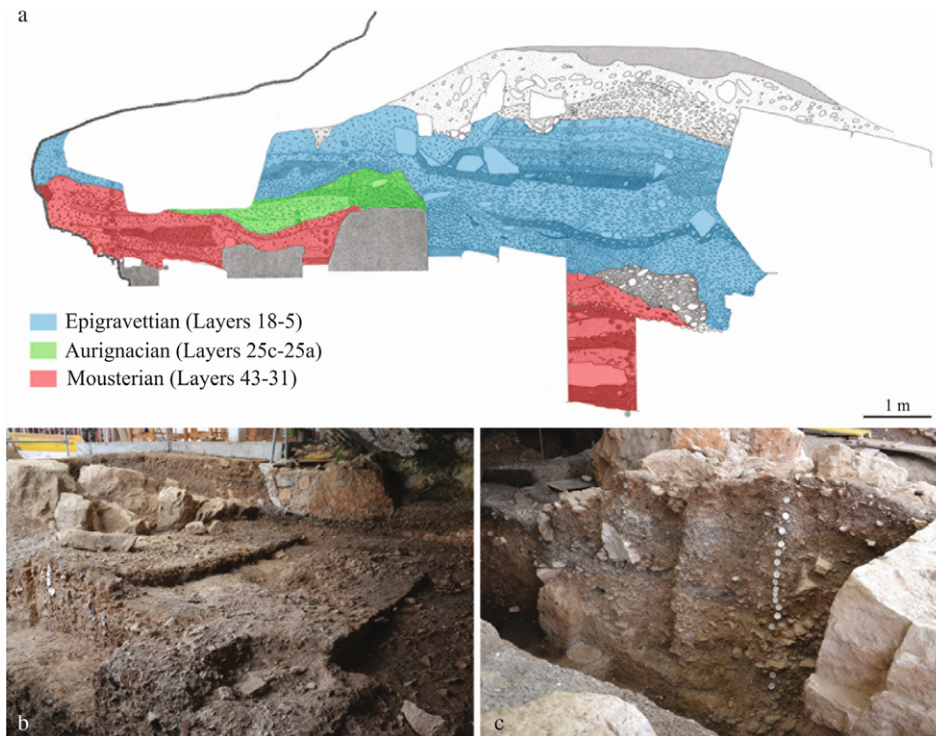 a
Epigravettian (Layers 18-5)
Aurignacian (Layers 25c-25a)
Mousterian (Layers 43-31)
1 m
b
c